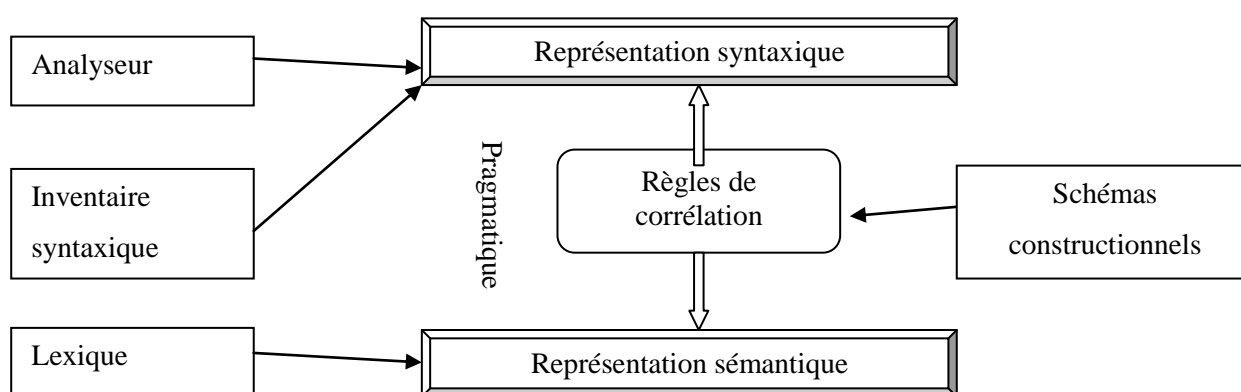 Représentation syntaxique
Analyseur
Inventaire
syntaxique
Pragmatique
Règles de
corrélation
Schémas
constructionnels
Lexique
Représentation sémantique